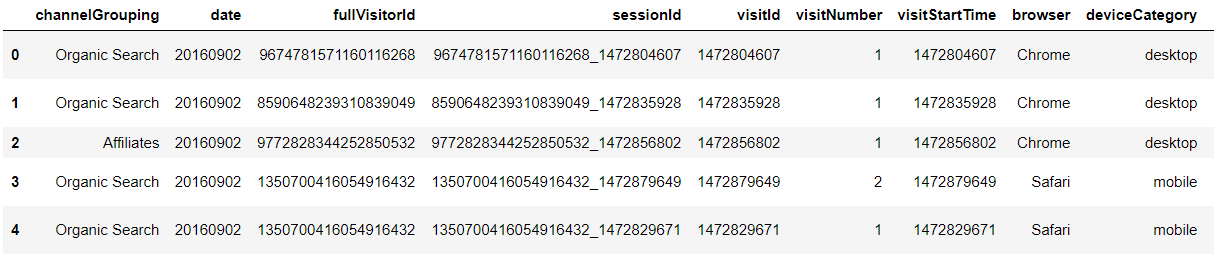 channelGrouping date fullVisitorId sessionId visitId visitNumber visitStartTime browser deviceCategory
0 Organic Search 20160902 9674781571160116268 9674781571160116268_1472804607 1472804607 1 1472804607 Chrome desktop
1 Organic Search 20160902 8590648239310839049 8590648239310839049_1472835928 1472835928 1 1472835928 Chrome desktop
2 Affiliates 20160902 9772828344252850532 9772828344252850532_1472856802 1472856802 1 1472856802 Chrome desktop
3 Organic Search 20160902 1350700416054916432 1350700416054916432_1472879649 1472879649 2 1472879649 Safari mobile
4 Organic Search 20160902 1350700416054916432 1350700416054916432_1472829671 1472829671 1 1472829671 Safari mobile